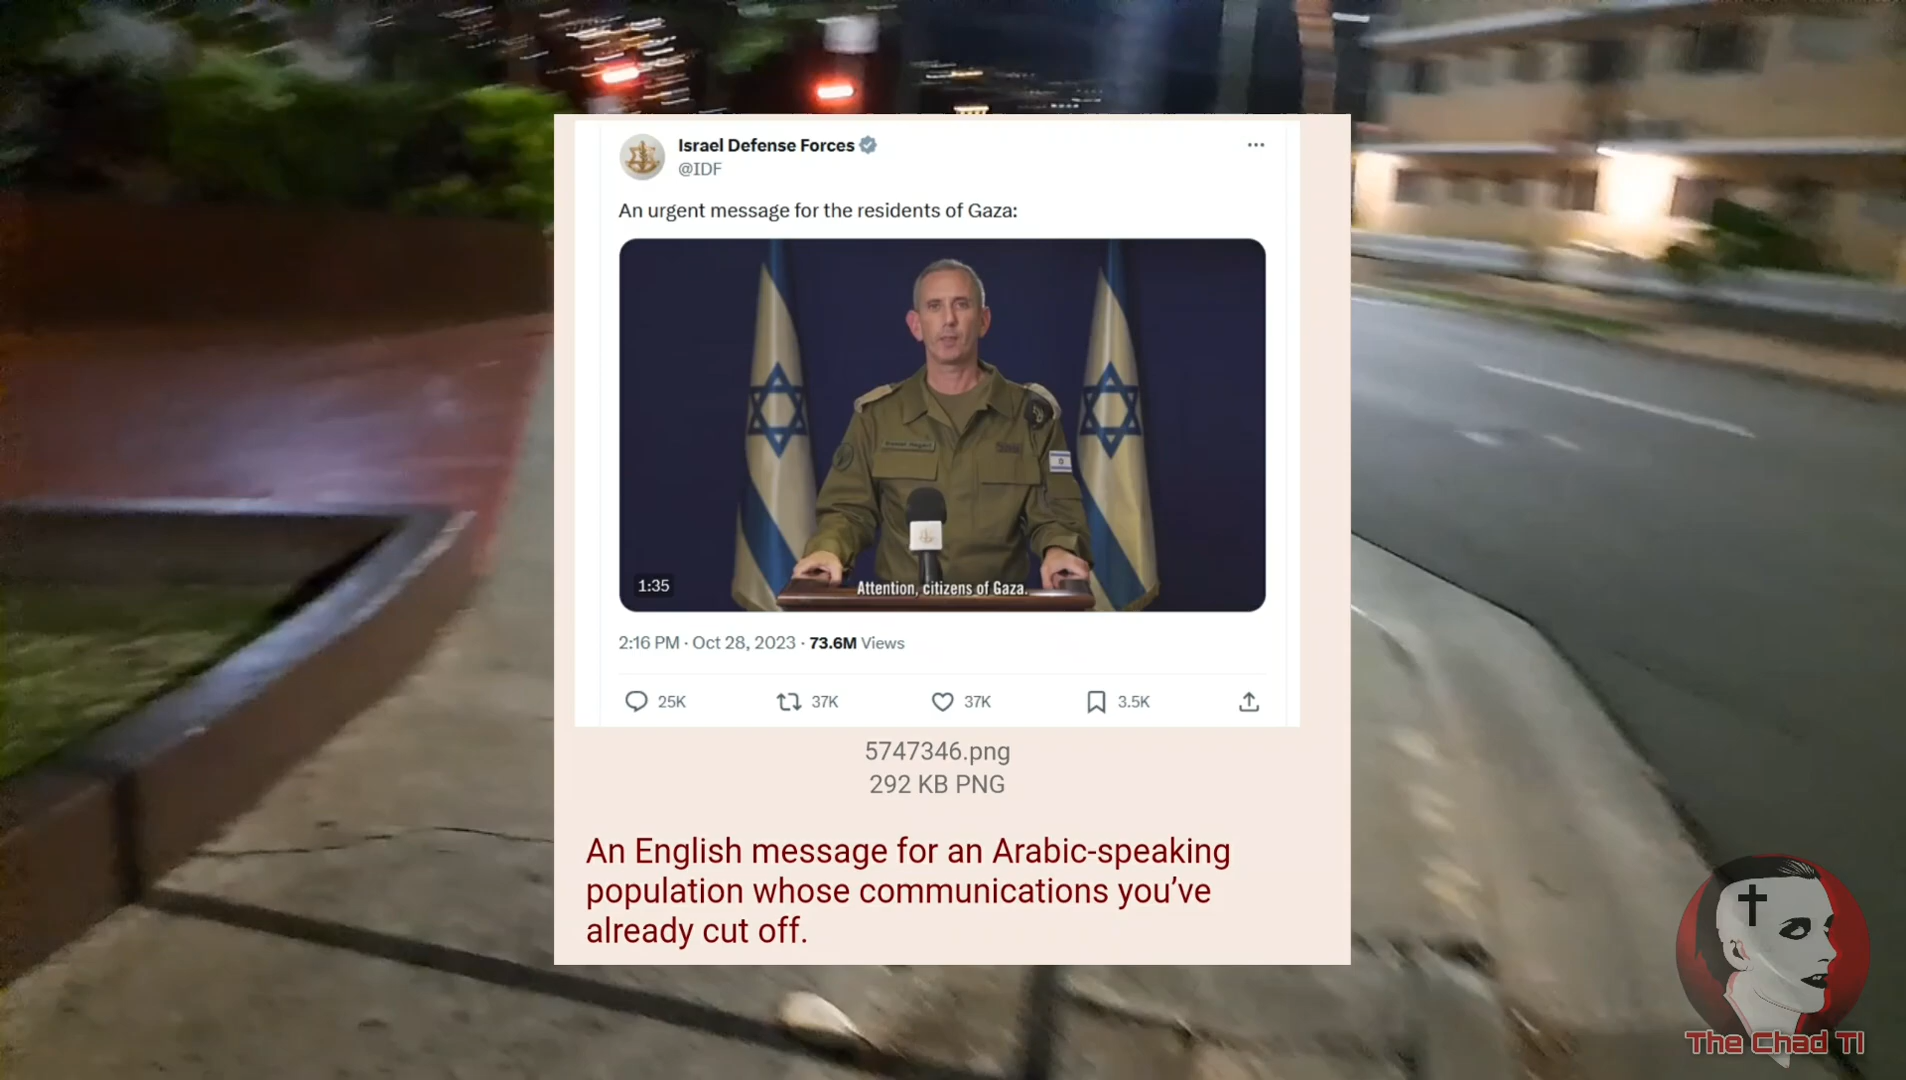 Israel Defense Forces
@IDF
An urgent message for the residents of Gaza:
1:35
Attention, citizens of Gaza.
2:16 PM · Oct 28, 2023 · 73.6M Views
25K 37K 37K 3.5K
5747346.png
292 KB PNG
An English message for an Arabic-speaking
population whose communications you’ve
already cut off.
The Chad TI